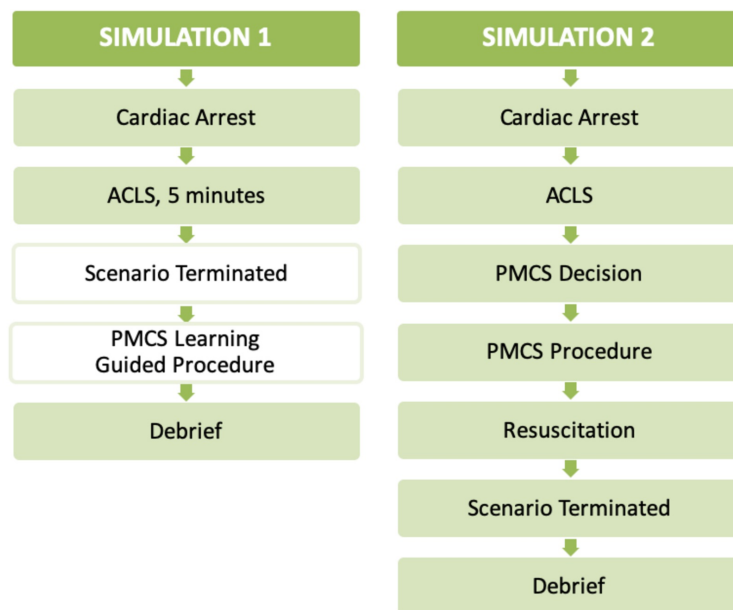 SIMULATION 1
Cardiac Arrest
ACLS, 5 minutes
Scenario Terminated
PMCS Learning
Guided Procedure
Debrief
SIMULATION 2
Cardiac Arrest
ACLS
PMCS Decision
PMCS Procedure
Resuscitation
Scenario Terminated
Debrief